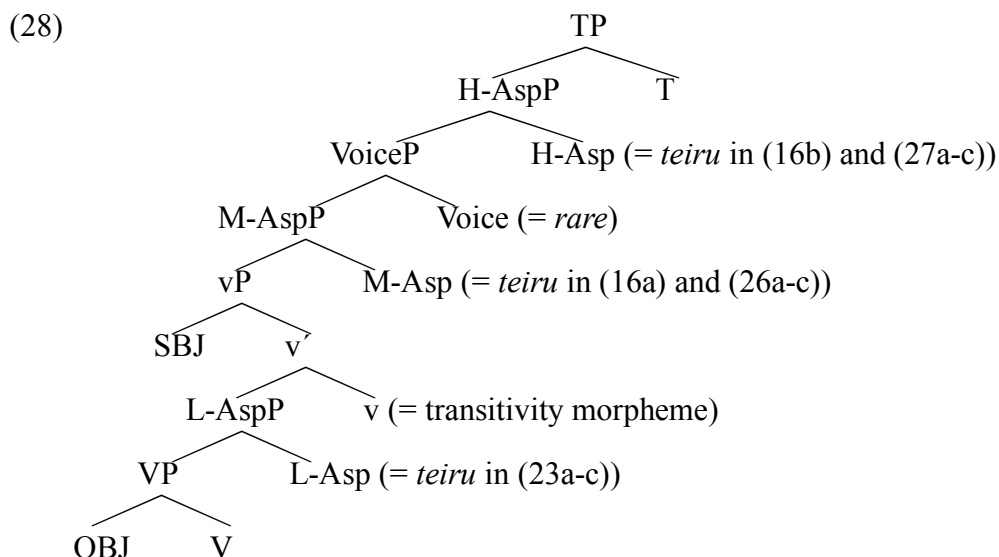 (28) TP
H-AspP T
VoiceP H-Asp (= teiru in (16b) and (27a-c))
M-AspP Voice (= rare)
vP M-Asp (= teiru in (16a) and (26a-c))
SBJ v´
L-AspP v (= transitivity morpheme)
VP L-Asp (= teiru in (23a-c))
OBJ V